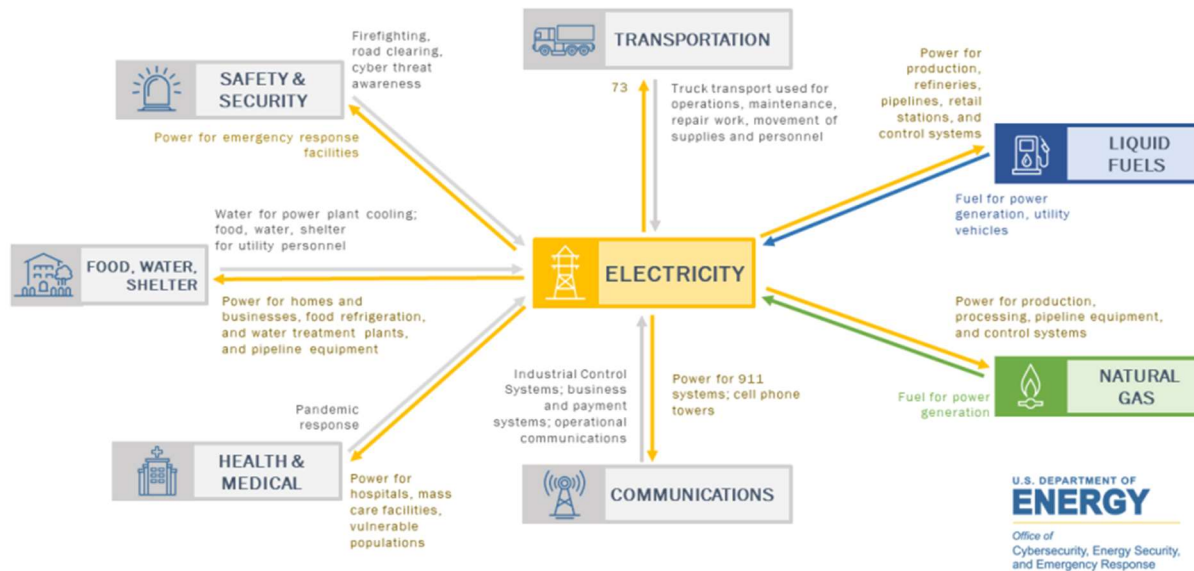 Firefighting,
road clearing,
cyber threat
awareness
SAFETY &
SECURITY
Power for emergency response
facilities
TRANSPORTATION
73
Truck transport used for
operations, maintenance,
repair work, movement of
supplies and personnel
Power for
production,
refineries,
pipelines, retail
stations, and
control systems
LIQUID
FUELS
Fuel for power
generation, utility
vehicles
Water for power plant cooling;
food, water, shelter
for utility personnel
FOOD, WATER,
SHELTER
Power for homes and
businesses, food refrigeration,
and water treatment plants,
and pipeline equipment
ELECTRICITY
Power for production,
processing, pipeline equipment,
and control systems
NATURAL
GAS
Fuel for power
generation
Pandemic
response
HEALTH &
MEDICAL
Power for
hospitals, mass
care facilities,
vulnerable
populations
Industrial Control
Systems; business
and payment
systems; operational
communications
Power for 911
systems; cell phone
towers
COMMUNICATIONS
U.S. DEPARTMENT OF
ENERGY
Office of
Cybersecurity, Energy Security,
and Emergency Response